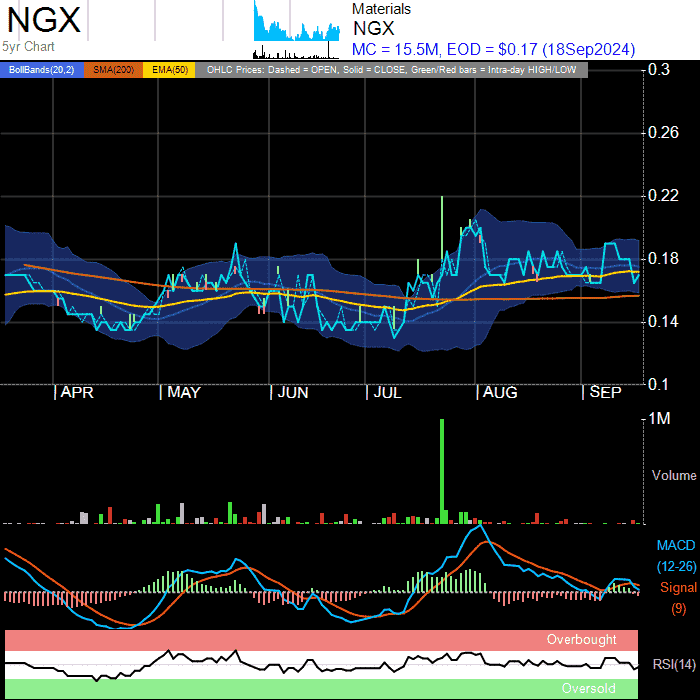 NGX
5yr Chart
Materials
NGX
MC = 15.5M, EOD = $0.17 (18Sep2024)
BollBands(20,2) SMA(200) EMA(50) OHLC Prices: Dashed = OPEN, Solid = CLOSE, Green/Red bars = Intra-day HIGH/LOW
0.3
0.26
0.22
0.18
0.14
0.1
APR MAY JUN JUL AUG SEP
1M
Volume
MACD
(12-26)
Signal
(9)
Overbought
RSI(14)
Oversold